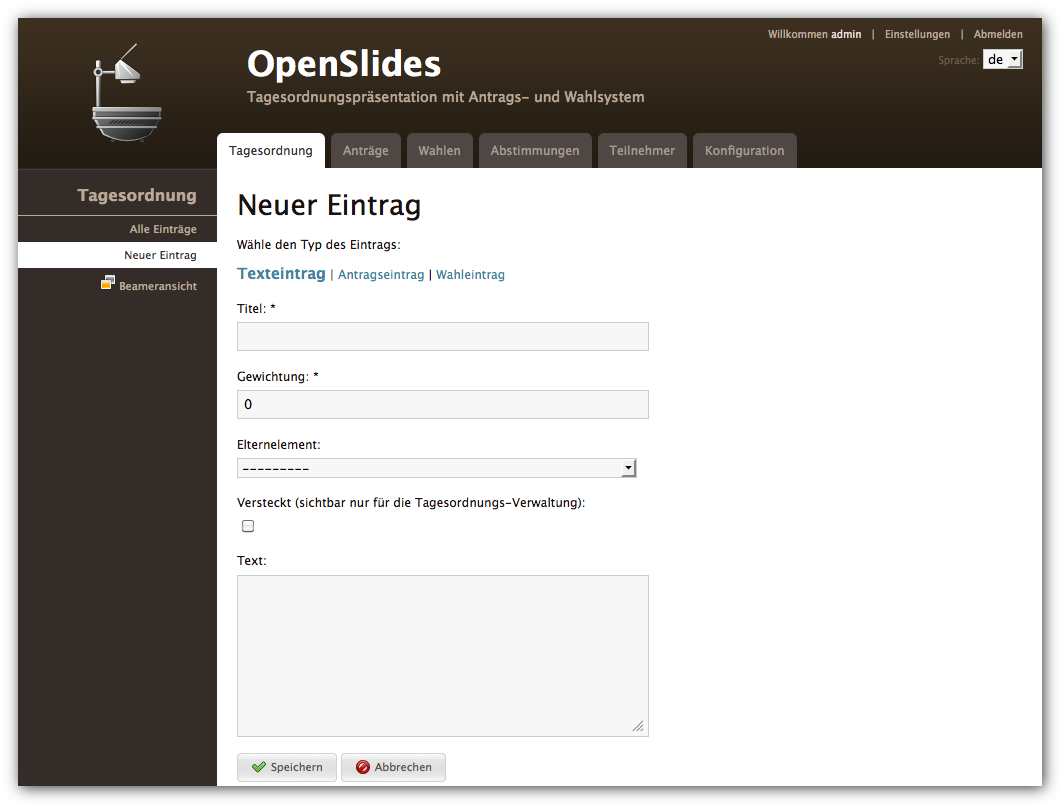 Willkommen admin | Einstellungen | Abmelden
Sprache: de
OpenSlides
Tagesordnungspräsentation mit Antrags- und Wahlsystem
Tagesordnung Anträge Wahlen Abstimmungen Teilnehmer Konfiguration
Tagesordnung
Alle Einträge
Neuer Eintrag
Beameransicht
Neuer Eintrag
Wähle den Typ des Eintrags:
Texteintrag | Antragseintrag | Wahleintrag
Titel: *
Gewichtung: *
0
Elternelement:
---------
Versteckt (sichtbar nur für die Tagesordnungs-Verwaltung):
Text:
Speichern Abbrechen